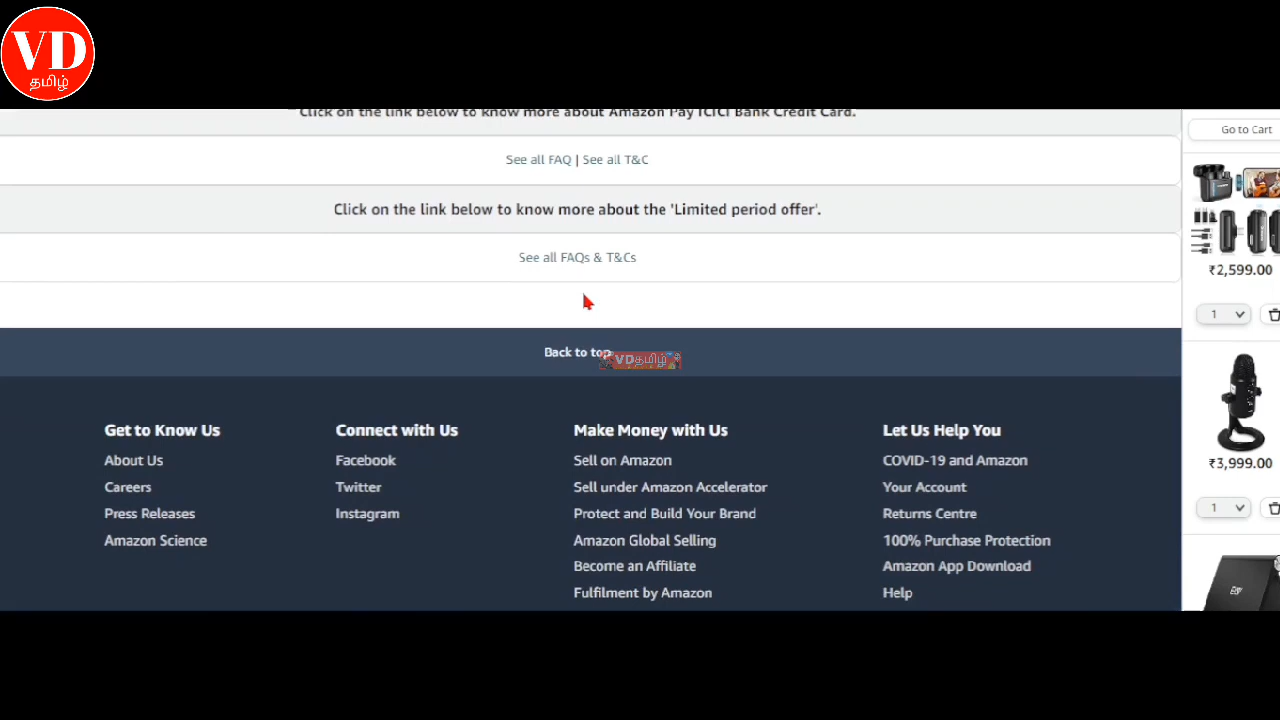 VD
தமிழ்
Click on the link below to know more about Amazon Pay ICICI Bank Credit Card.
See all FAQ | See all T&C
Click on the link below to know more about the 'Limited period offer'.
See all FAQs & T&Cs
Back to top
VDதமிழ்
Get to Know Us
About Us
Careers
Press Releases
Amazon Science
Connect with Us
Facebook
Twitter
Instagram
Make Money with Us
Sell on Amazon
Sell under Amazon Accelerator
Protect and Build Your Brand
Amazon Global Selling
Become an Affiliate
Fulfilment by Amazon
Let Us Help You
COVID-19 and Amazon
Your Account
Returns Centre
100% Purchase Protection
Amazon App Download
Help
Go to Cart
₹2,599.00
1
₹3,999.00
1